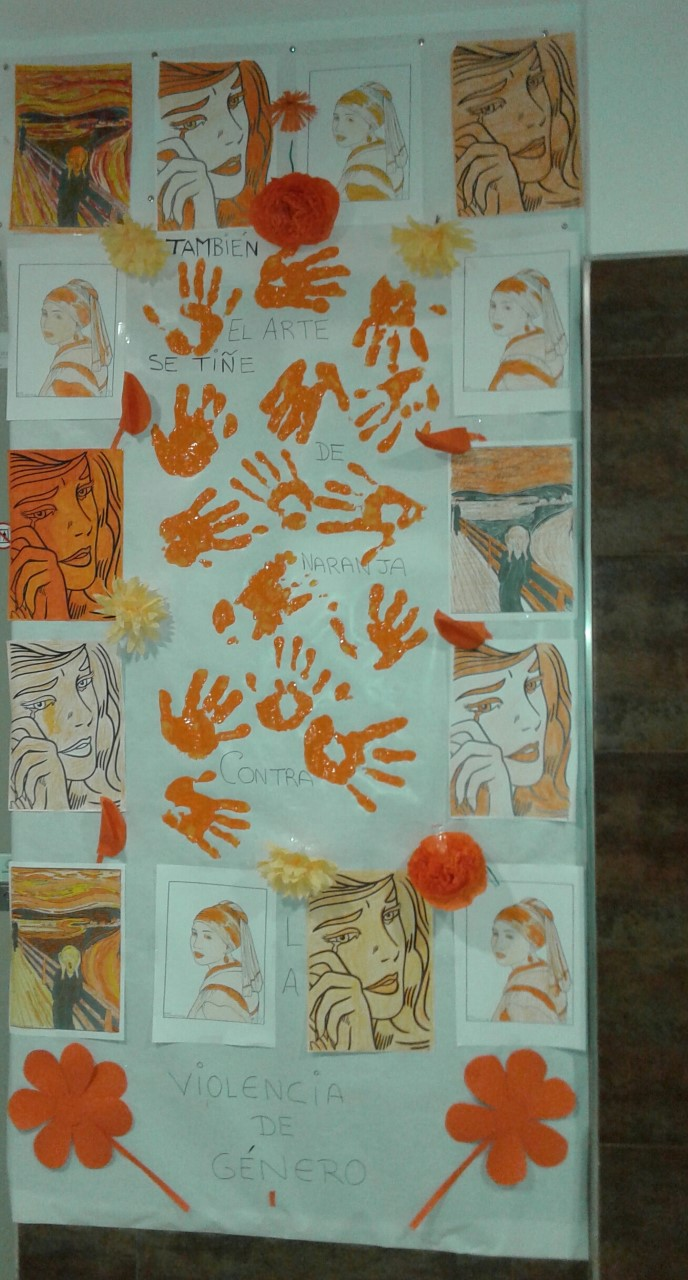 TAMBIÉN
EL ARTE
SE TIÑE
DE
NARANJA
CONTRA
LA
VIOLENCIA
DE
GÉNERO